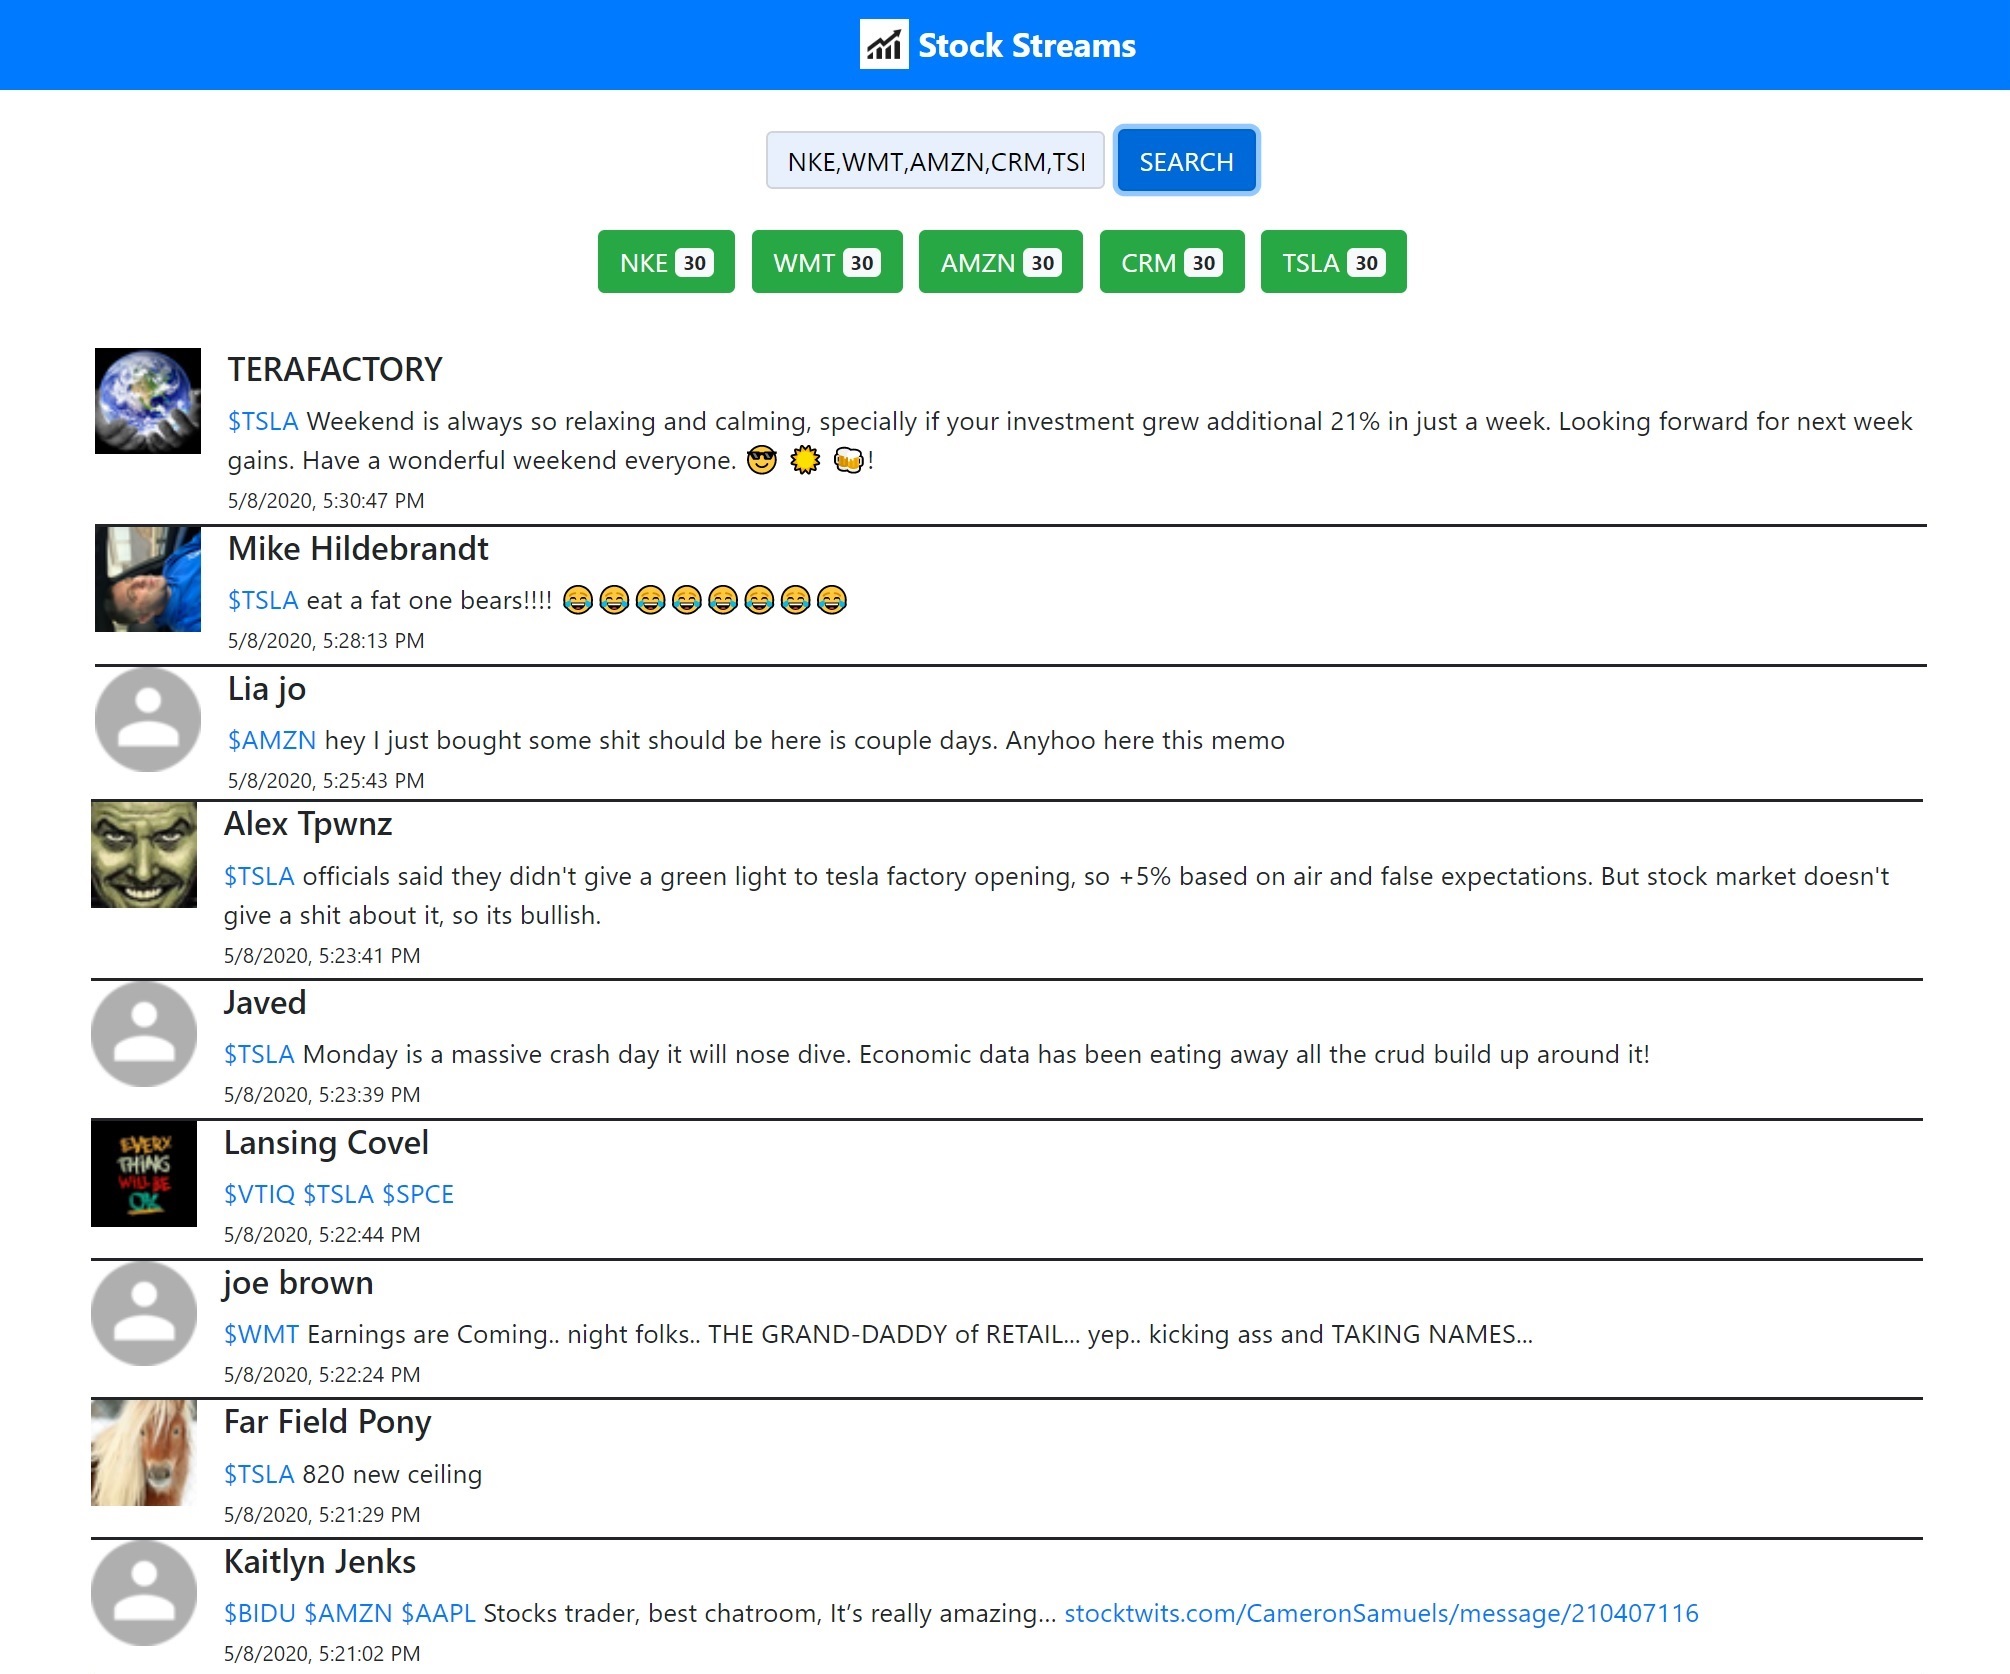 Stock Streams
NKE,WMT,AMZN,CRM,TSI
SEARCH
NKE 30
WMT 30
AMZN 30
CRM 30
TSLA 30
TERAFACTORY
$TSLA Weekend is always so relaxing and calming, specially if your investment grew additional 21% in just a week. Looking forward for next week
gains. Have a wonderful weekend everyone. 😎 ☀ 🍻!
5/8/2020, 5:30:47 PM
Mike Hildebrandt
$TSLA eat a fat one bears!!!! 😂😂😂😂😂😂😂😂
5/8/2020, 5:28:13 PM
Lia jo
$AMZN hey I just bought some shit should be here is couple days. Anyhoo here this memo
5/8/2020, 5:25:43 PM
Alex Tpwnz
$TSLA officials said they didn't give a green light to tesla factory opening, so +5% based on air and false expectations. But stock market doesn't
give a shit about it, so its bullish.
5/8/2020, 5:23:41 PM
Javed
$TSLA Monday is a massive crash day it will nose dive. Economic data has been eating away all the crud build up around it!
5/8/2020, 5:23:39 PM
EVERY
THING
WILL BE
OK
Lansing Covel
$VTIQ $TSLA $SPCE
5/8/2020, 5:22:44 PM
joe brown
$WMT Earnings are Coming.. night folks.. THE GRAND-DADDY of RETAIL... yep.. kicking ass and TAKING NAMES...
5/8/2020, 5:22:24 PM
Far Field Pony
$TSLA 820 new ceiling
5/8/2020, 5:21:29 PM
Kaitlyn Jenks
$BIDU $AMZN $AAPL Stocks trader, best chatroom, It’s really amazing... stocktwits.com/CameronSamuels/message/210407116
5/8/2020, 5:21:02 PM